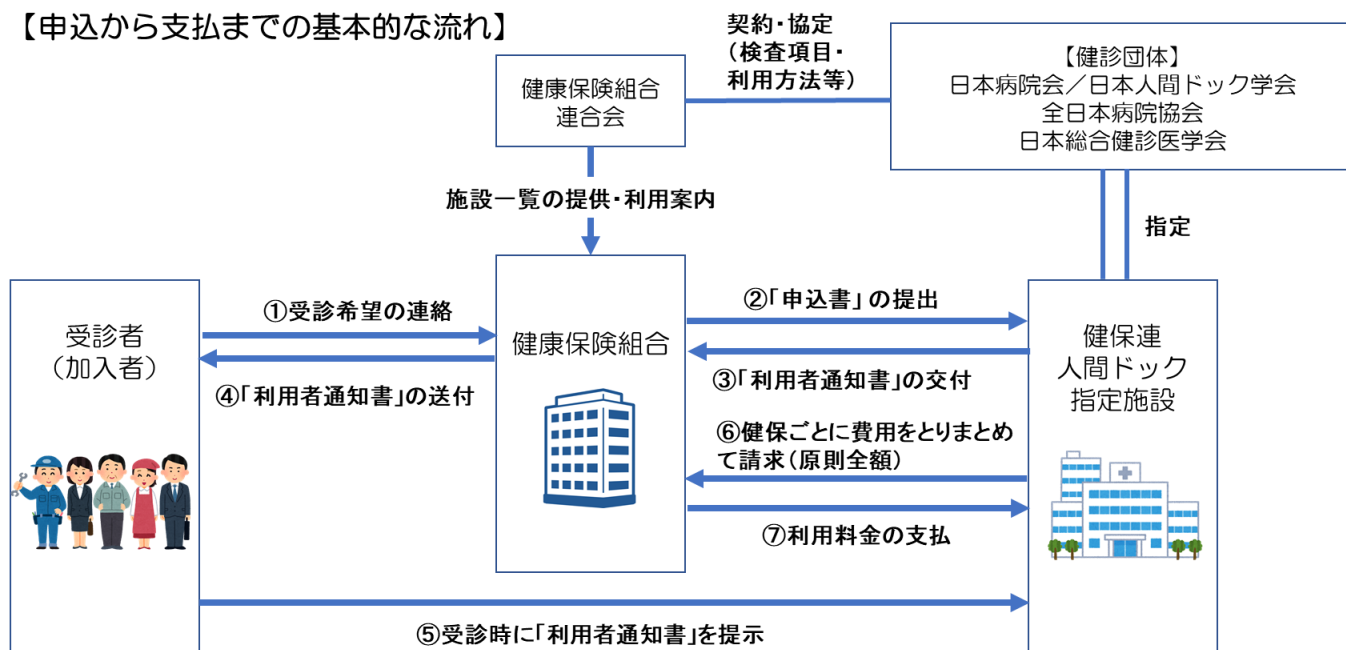 【申込から支払までの基本的な流れ】
契約・協定
（検査項目・
利用方法等）
健康保険組合
連合会
【健診団体】
日本病院会／日本人間ドック学会
全日本病院協会
日本総合健診医学会
施設一覧の提供・利用案内
指定
受診者
（加入者）
①受診希望の連絡
④「利用者通知書」の送付
健康保険組合
②「申込書」の提出
③「利用者通知書」の交付
⑥健保ごとに費用をとりまとめ
て請求（原則全額）
⑦利用料金の支払
健保連
人間ドック
指定施設
⑤受診時に「利用者通知書」を提示